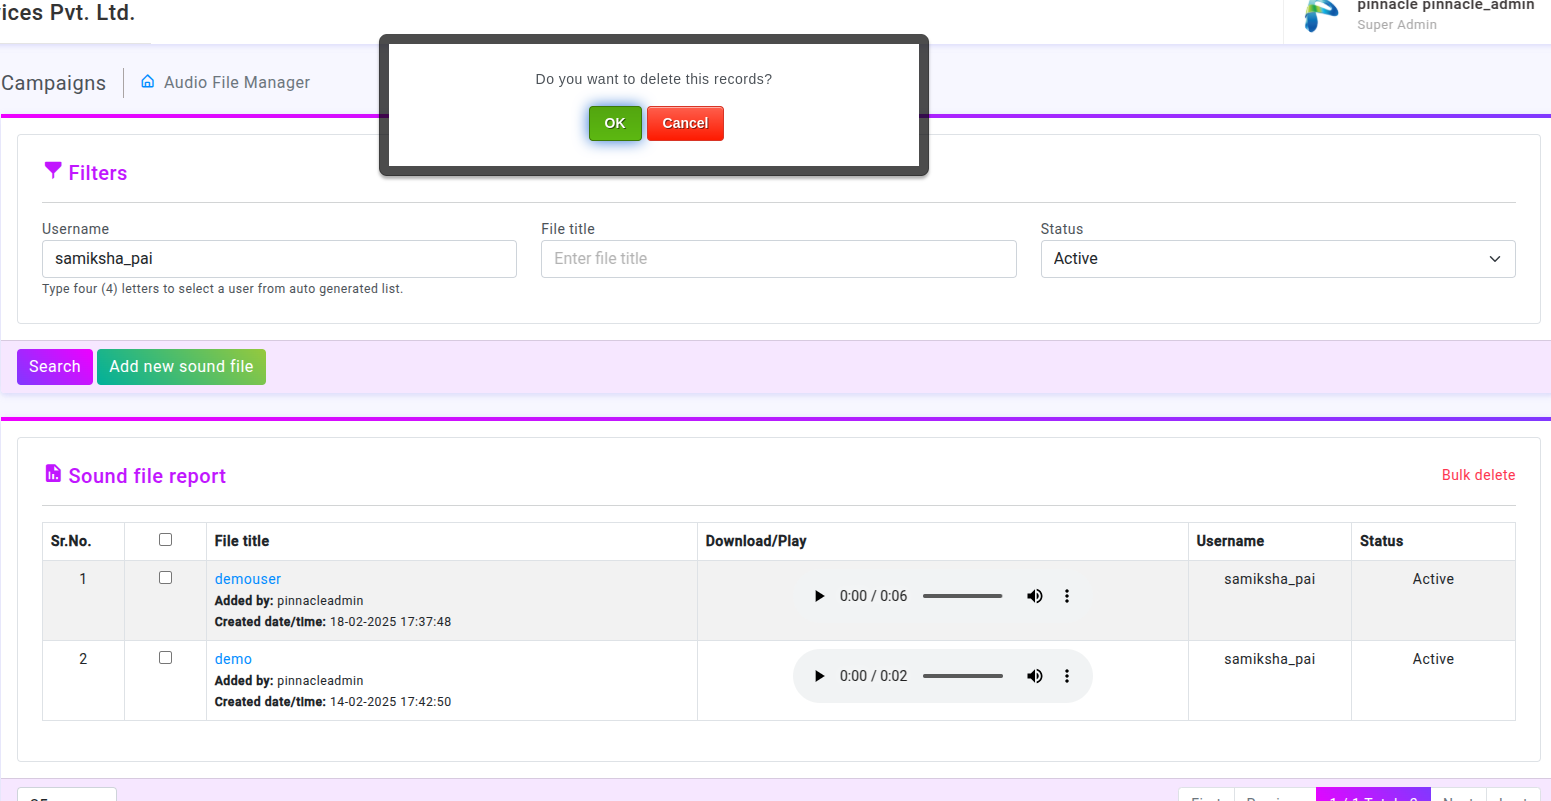 ices Pvt. Ltd.
pinnacle pinnacle_admin
Super Admin
Campaigns
Audio File Manager
Do you want to delete this records?
OK
Cancel
Filters
Username
File title
Status
samiksha_pai
Enter file title
Active
Type four (4) letters to select a user from auto generated list.
Search
Add new sound file
Sound file report
Bulk delete
Sr.No.
File title
Download/Play
Username
Status
1
demouser
Added by: pinnacleadmin
Created date/time: 18-02-2025 17:37:48
0:00 / 0:06
samiksha_pai
Active
2
demo
Added by: pinnacleadmin
Created date/time: 14-02-2025 17:42:50
0:00 / 0:02
samiksha_pai
Active